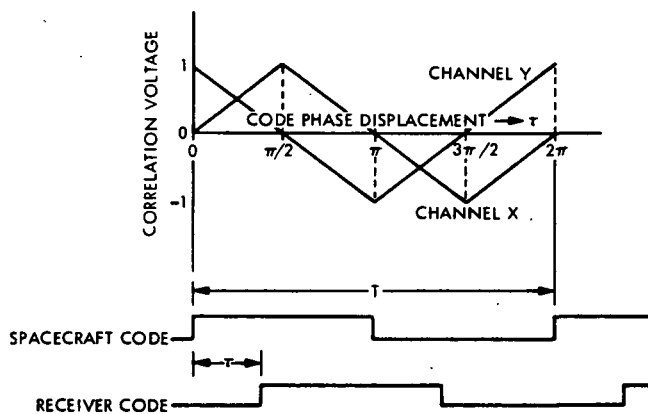 CORRELATION VOLTAGE
1
0
-1
CHANNEL Y
CODE PHASE DISPLACEMENT → τ
0 π/2 π 3π/2 2π
CHANNEL X
T
SPACECRAFT CODE
τ
RECEIVER CODE